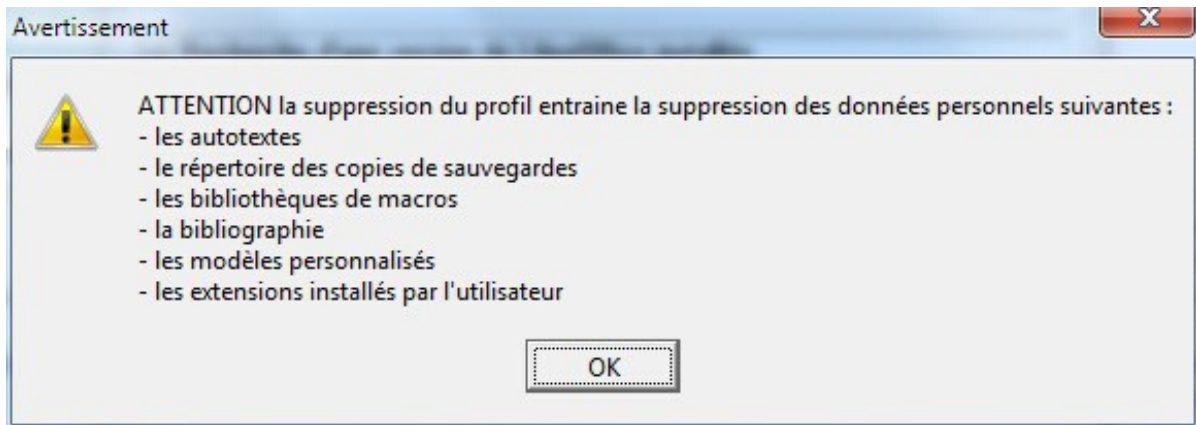 Avertissement
ATTENTION la suppression du profil entraine la suppression des données personnels suivantes :
- les autotextes
- le répertoire des copies de sauvegardes
- les bibliothèques de macros
- la bibliographie
- les modèles personnalisés
- les extensions installés par l'utilisateur
OK